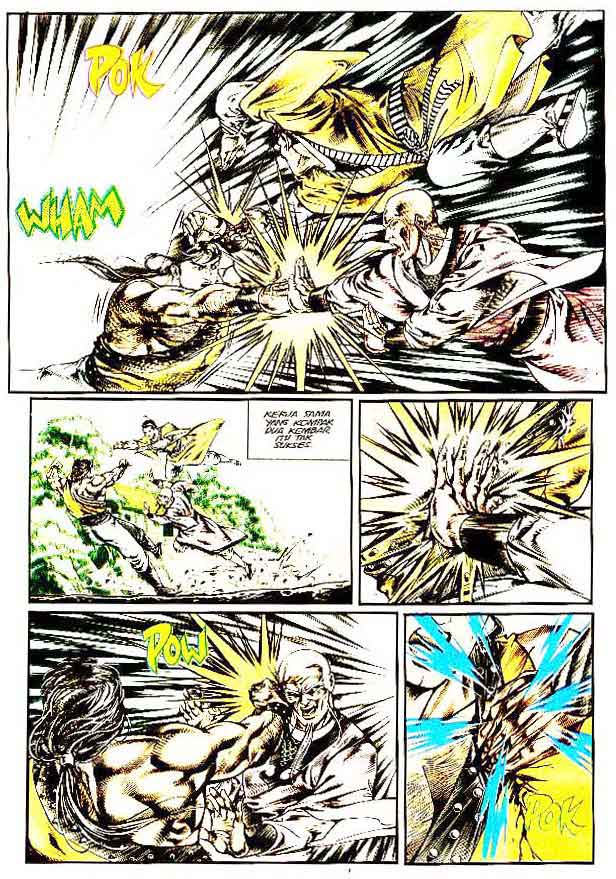 POK
WHAM
KERJA SAMA
YANG KOMPAK
DUA KEMBAR
ITU TAK
SUKSES.
POW
POK